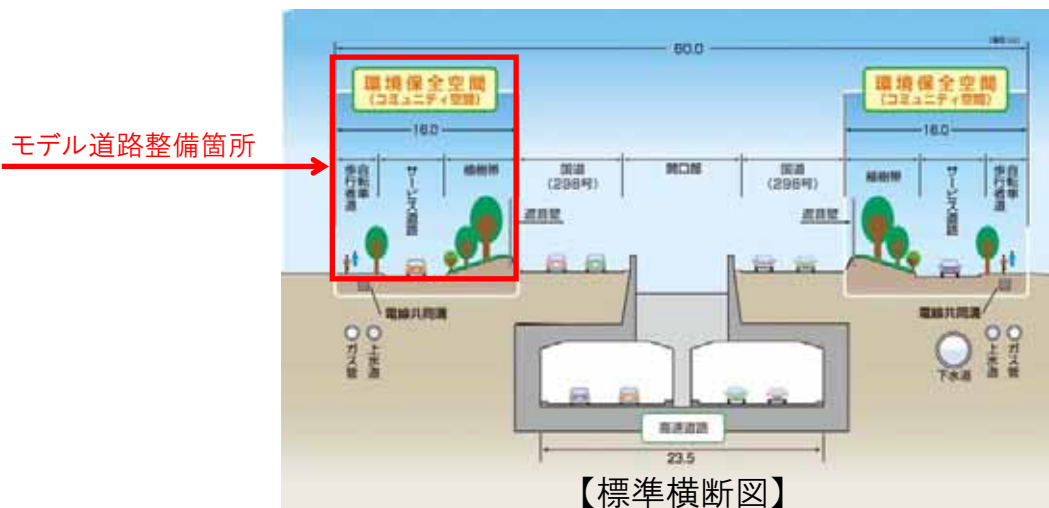 60.0
環境保全空間
(コミュニティ空間)
環境保全空間
(コミュニティ空間)
16.0
16.0
モデル道路整備箇所
自転車
歩行者道
サービス道路
植樹帯
国道
(298号)
開口部
国道
(298号)
植樹帯
サービス道路
自転車
歩行者道
遮音壁
遮音壁
電線共同溝
電線共同溝
ガス管
上水道
下水道
上水道
ガス管
高速道路
23.5
【標準横断図】